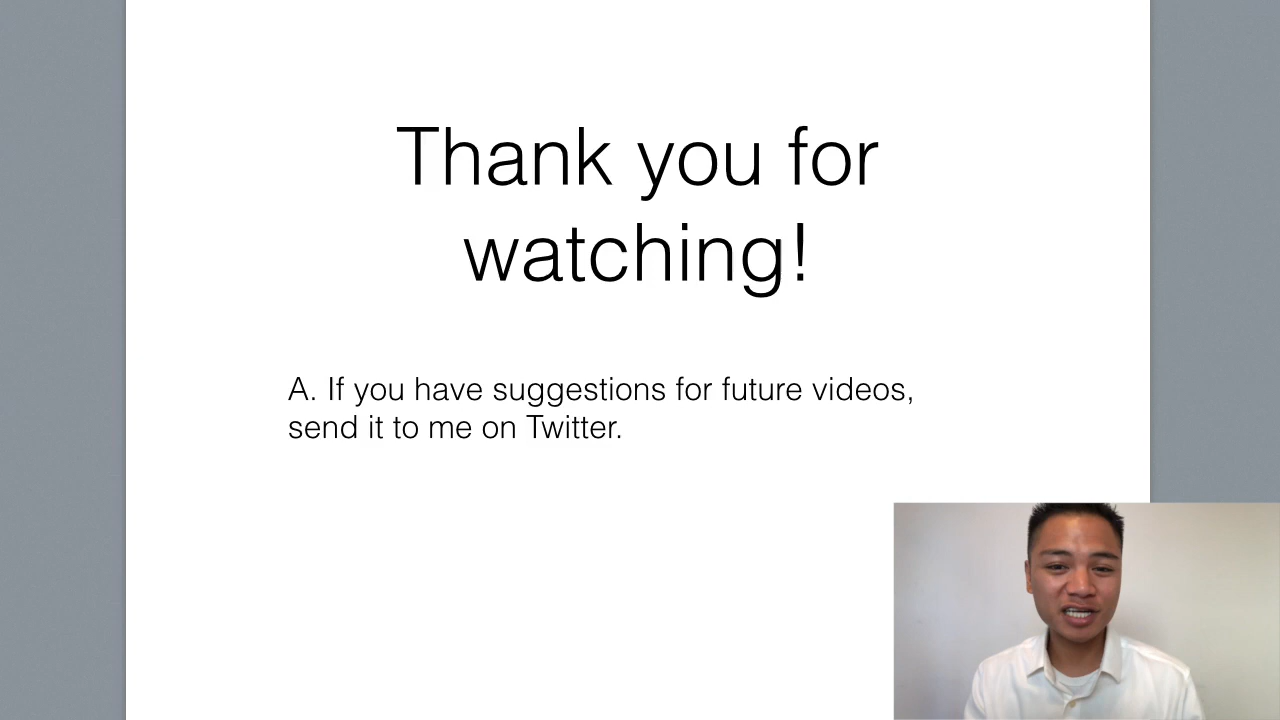 Thank you for
watching!
A. If you have suggestions for future videos,
send it to me on Twitter.